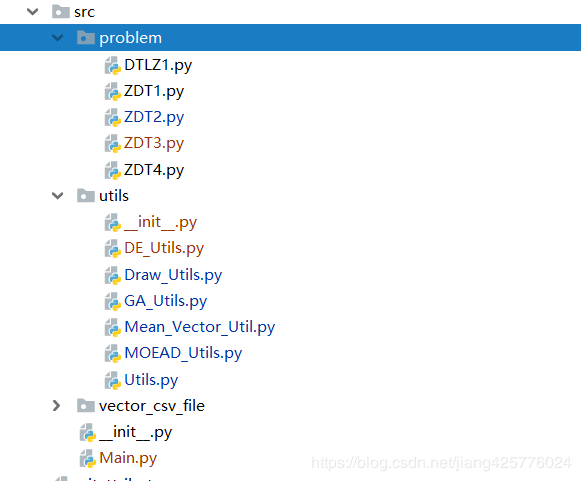 src
problem
DTLZ1.py
ZDT1.py
ZDT2.py
ZDT3.py
ZDT4.py
utils
__init__.py
DE_Utils.py
Draw_Utils.py
GA_Utils.py
Mean_Vector_Util.py
MOEAD_Utils.py
Utils.py
vector_csv_file
__init__.py
Main.py
https://blog.csdn.net/jiang425776024